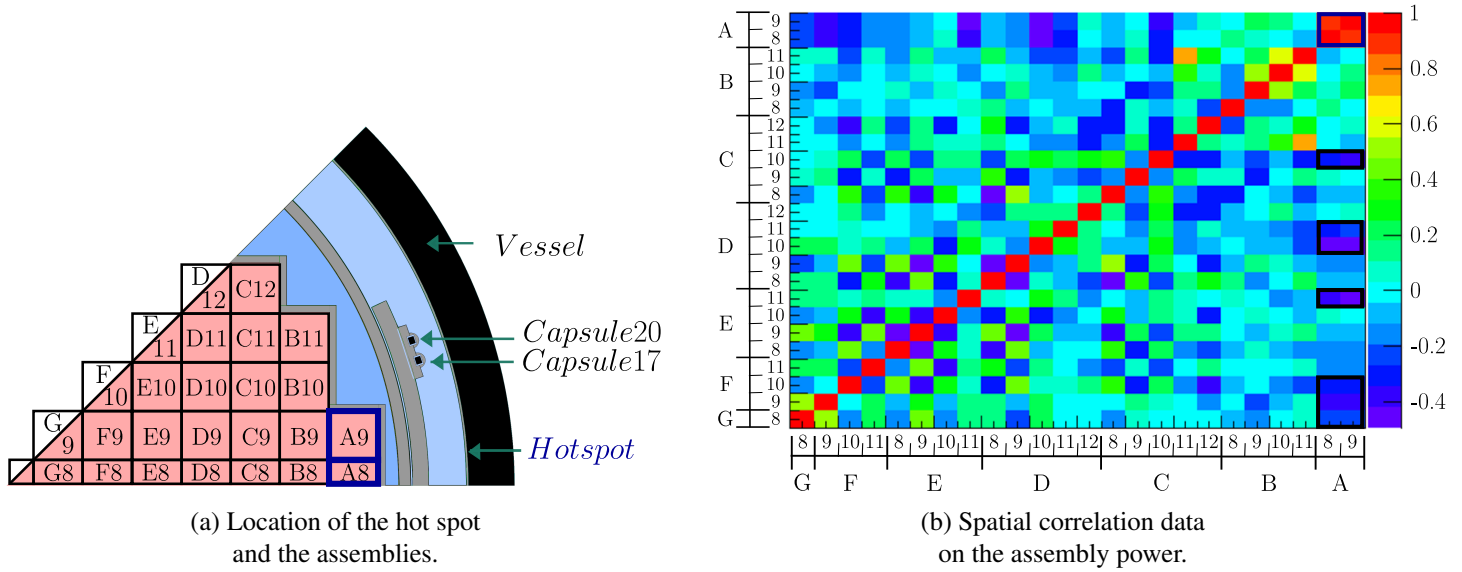 Vessel
Capsule20
Capsule17
Hotspot
D
12
C12
E
11
D11
C11
B11
F
10
E10
D10
C10
B10
G
9
F9
E9
D9
C9
B9
A9
G8
F8
E8
D8
C8
B8
A8
(a) Location of the hot spot
and the assemblies.
A
9
8
B
11
10
9
8
C
12
11
10
9
8
D
12
11
10
9
8
E
11
10
9
8
F
11
10
9
G
8
8 9 10 11 8 9 10 11 8 9 10 11 12 8 9 10 11 12 8 9 10 11 8 9
G F E D C B A
1
0.8
0.6
0.4
0.2
0
-0.2
-0.4
(b) Spatial correlation data
on the assembly power.